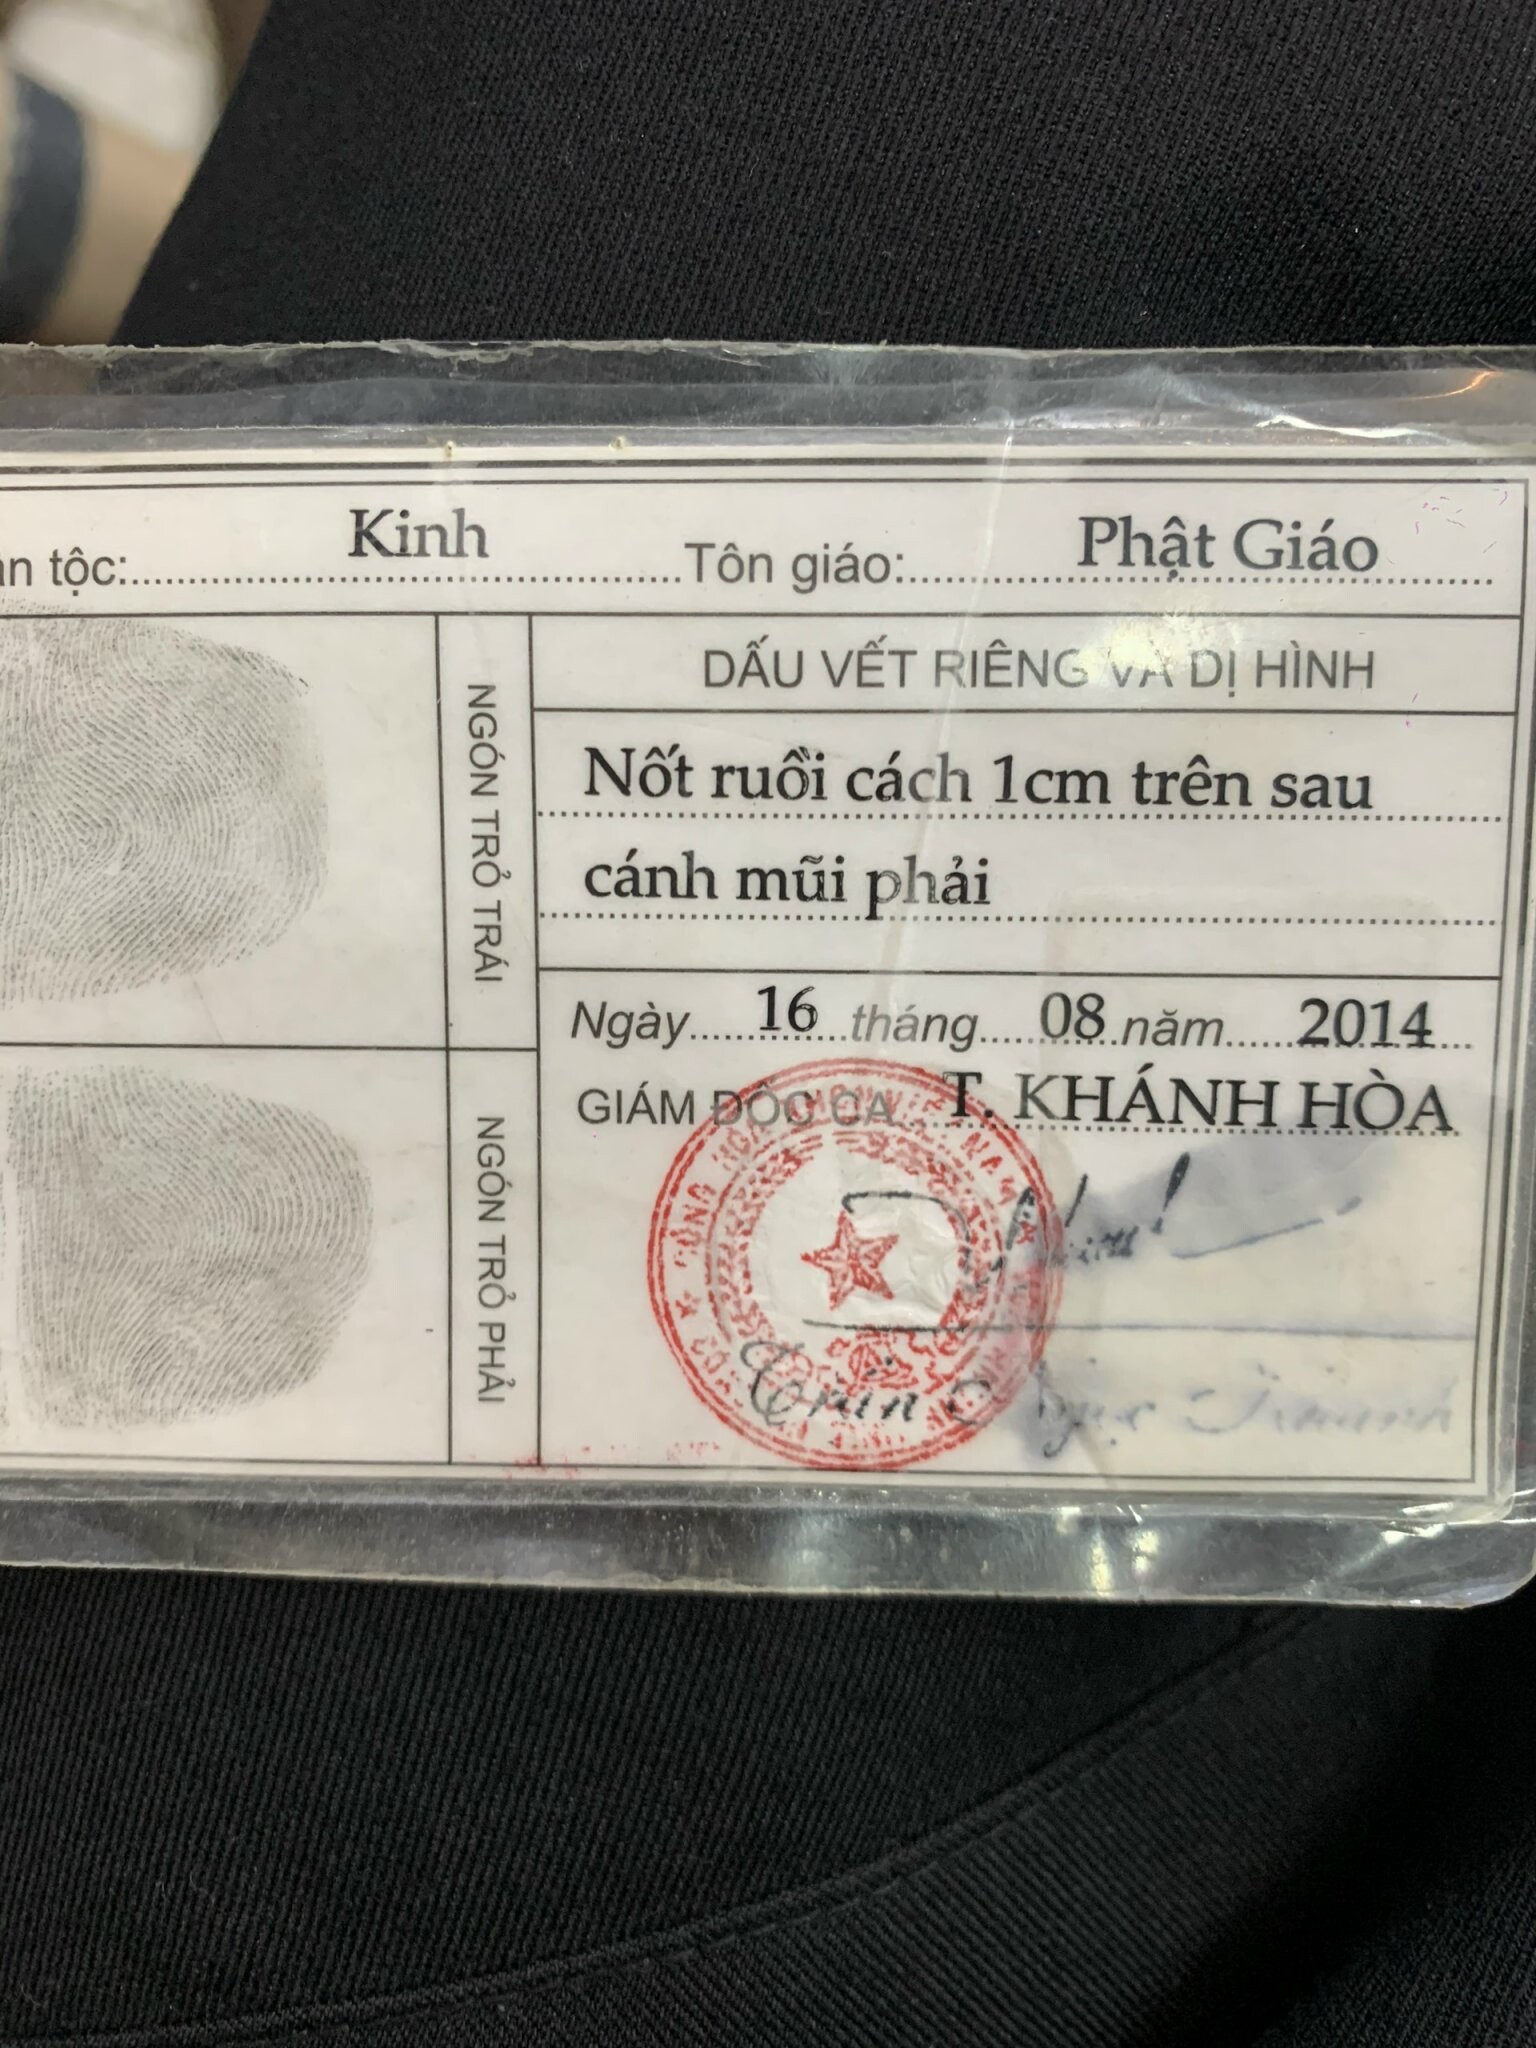 n tộc: Kinh Tôn giáo: Phật Giáo
NGÓN TRỎ TRÁI
DẤU VẾT RIÊNG VÀ DỊ HÌNH
Nốt ruồi cách 1cm trên sau
cánh mũi phải
Ngày 16 tháng 08 năm 2014
GIÁM ĐỐC CA T. KHÁNH HÒA
NGÓN TRỎ PHẢI